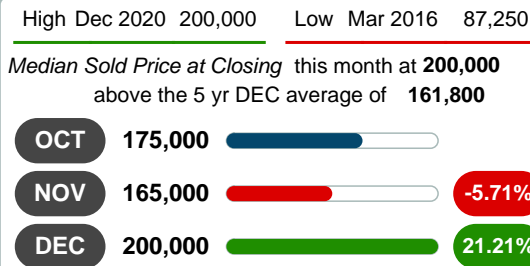 High Dec 2020 200,000 Low Mar 2016 87,250
Median Sold Price at Closing this month at 200,000
above the 5 yr DEC average of 161,800
OCT 175,000
NOV 165,000 -5.71%
DEC 200,000 21.21%